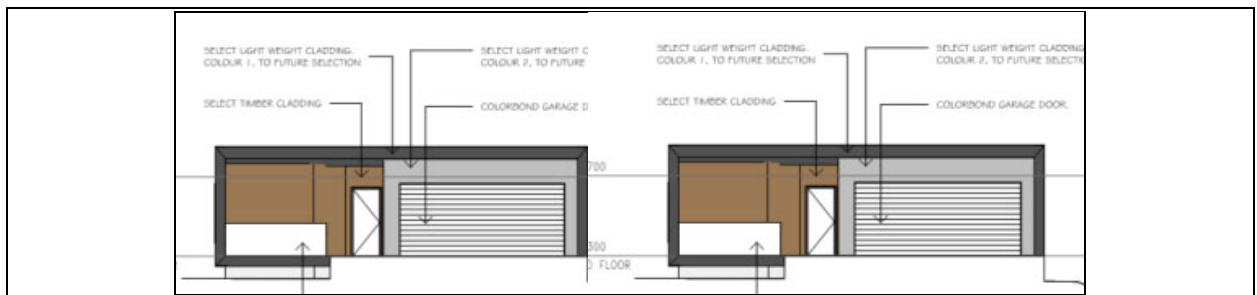 SELECT LIGHT WEIGHT CLADDING.
COLOUR 1, TO FUTURE SELECTION
SELECT LIGHT WEIGHT C
COLOUR 2, TO FUTURE
SELECT TIMBER CLADDING
COLORBOND GARAGE D
SELECT LIGHT WEIGHT CLADDING.
COLOUR 1, TO FUTURE SELECTION
SELECT LIGHT WEIGHT CLADDING
COLOUR 2, TO FUTURE SELECTION
SELECT TIMBER CLADDING
COLORBOND GARAGE DOOR.
700
300
D FLOOR